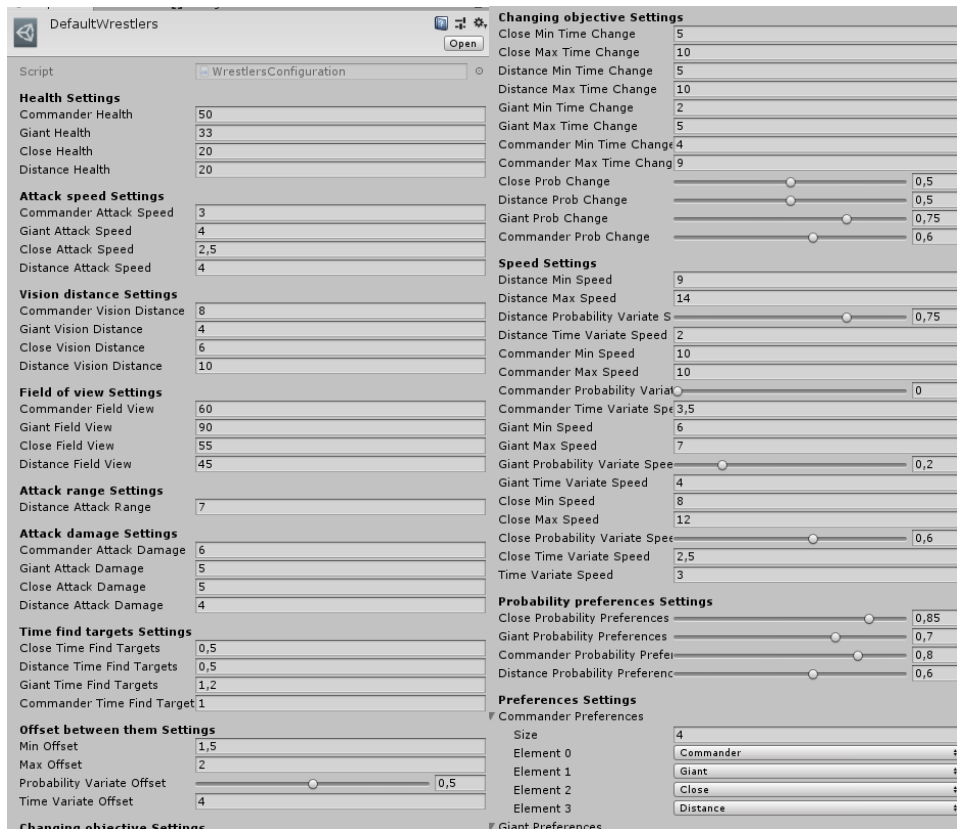 DefaultWrestlers
Open
Script WrestlersConfiguration
Health Settings
Commander Health 50
Giant Health 33
Close Health 20
Distance Health 20
Attack speed Settings
Commander Attack Speed 3
Giant Attack Speed 4
Close Attack Speed 2,5
Distance Attack Speed 4
Vision distance Settings
Commander Vision Distance 8
Giant Vision Distance 4
Close Vision Distance 6
Distance Vision Distance 10
Field of view Settings
Commander Field View 60
Giant Field View 90
Close Field View 55
Distance Field View 45
Attack range Settings
Distance Attack Range 7
Attack damage Settings
Commander Attack Damage 6
Giant Attack Damage 5
Close Attack Damage 5
Distance Attack Damage 4
Time find targets Settings
Close Time Find Targets 0,5
Distance Time Find Targets 0,5
Giant Time Find Targets 1,2
Commander Time Find Target 1
Offset between them Settings
Min Offset 1,5
Max Offset 2
Probability Variate Offset 0,5
Time Variate Offset 4
Changing objective Settings
Changing objective Settings
Close Min Time Change 5
Close Max Time Change 10
Distance Min Time Change 5
Distance Max Time Change 10
Giant Min Time Change 2
Giant Max Time Change 5
Commander Min Time Change 4
Commander Max Time Chang 9
Close Prob Change 0,5
Distance Prob Change 0,5
Giant Prob Change 0,75
Commander Prob Change 0,6
Speed Settings
Distance Min Speed 9
Distance Max Speed 14
Distance Probability Variate S 0,75
Distance Time Variate Speed 2
Commander Min Speed 10
Commander Max Speed 10
Commander Probability Variat 0
Commander Time Variate Spe 3,5
Giant Min Speed 6
Giant Max Speed 7
Giant Probability Variate Spee 0,2
Giant Time Variate Speed 4
Close Min Speed 8
Close Max Speed 12
Close Probability Variate Spee 0,6
Close Time Variate Speed 2,5
Time Variate Speed 3
Probability preferences Settings
Close Probability Preferences 0,85
Giant Probability Preferences 0,7
Commander Probability Prefer 0,8
Distance Probability Preferenc 0,6
Preferences Settings
Commander Preferences
Size 4
Element 0 Commander
Element 1 Giant
Element 2 Close
Element 3 Distance
Giant Preferences